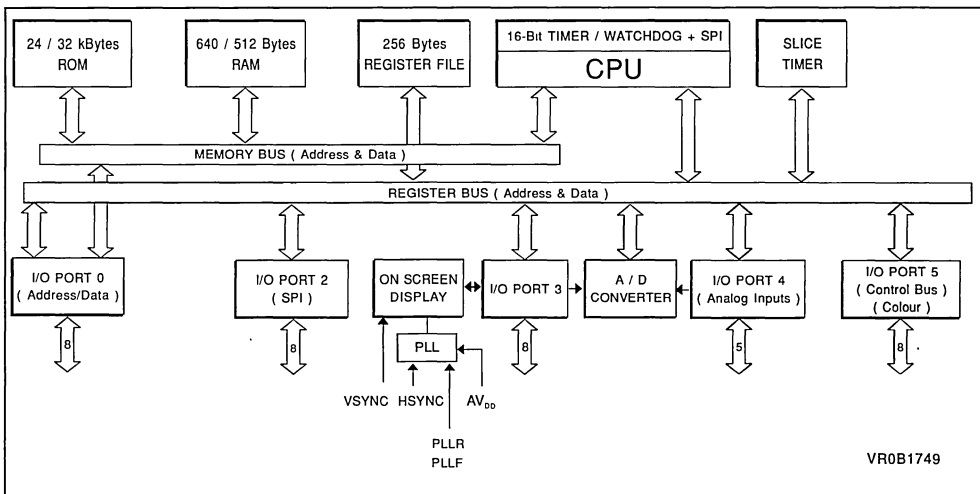 24 / 32 kBytes
ROM
640 / 512 Bytes
RAM
256 Bytes
REGISTER FILE
16-Bit TIMER / WATCHDOG + SPI
CPU
SLICE
TIMER
MEMORY BUS ( Address & Data )
REGISTER BUS ( Address & Data )
I/O PORT 0
( Address/Data )
I/O PORT 2
( SPI )
ON SCREEN
DISPLAY
I/O PORT 3
A / D
CONVERTER
I/O PORT 4
( Analog Inputs )
I/O PORT 5
( Control Bus )
( Colour )
8
8
PLL
8
5
8
VSYNC
HSYNC
AVDD
PLLR
PLLF
VR0B1749